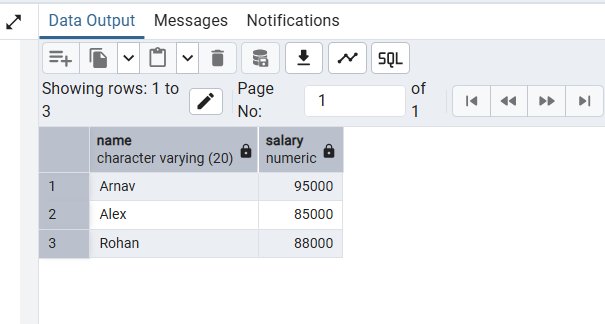 Data Output Messages Notifications
SQL
Showing rows: 1 to 3
Page No: 1 of 1
name character varying (20) salary numeric
1 Arnav 95000
2 Alex 85000
3 Rohan 88000